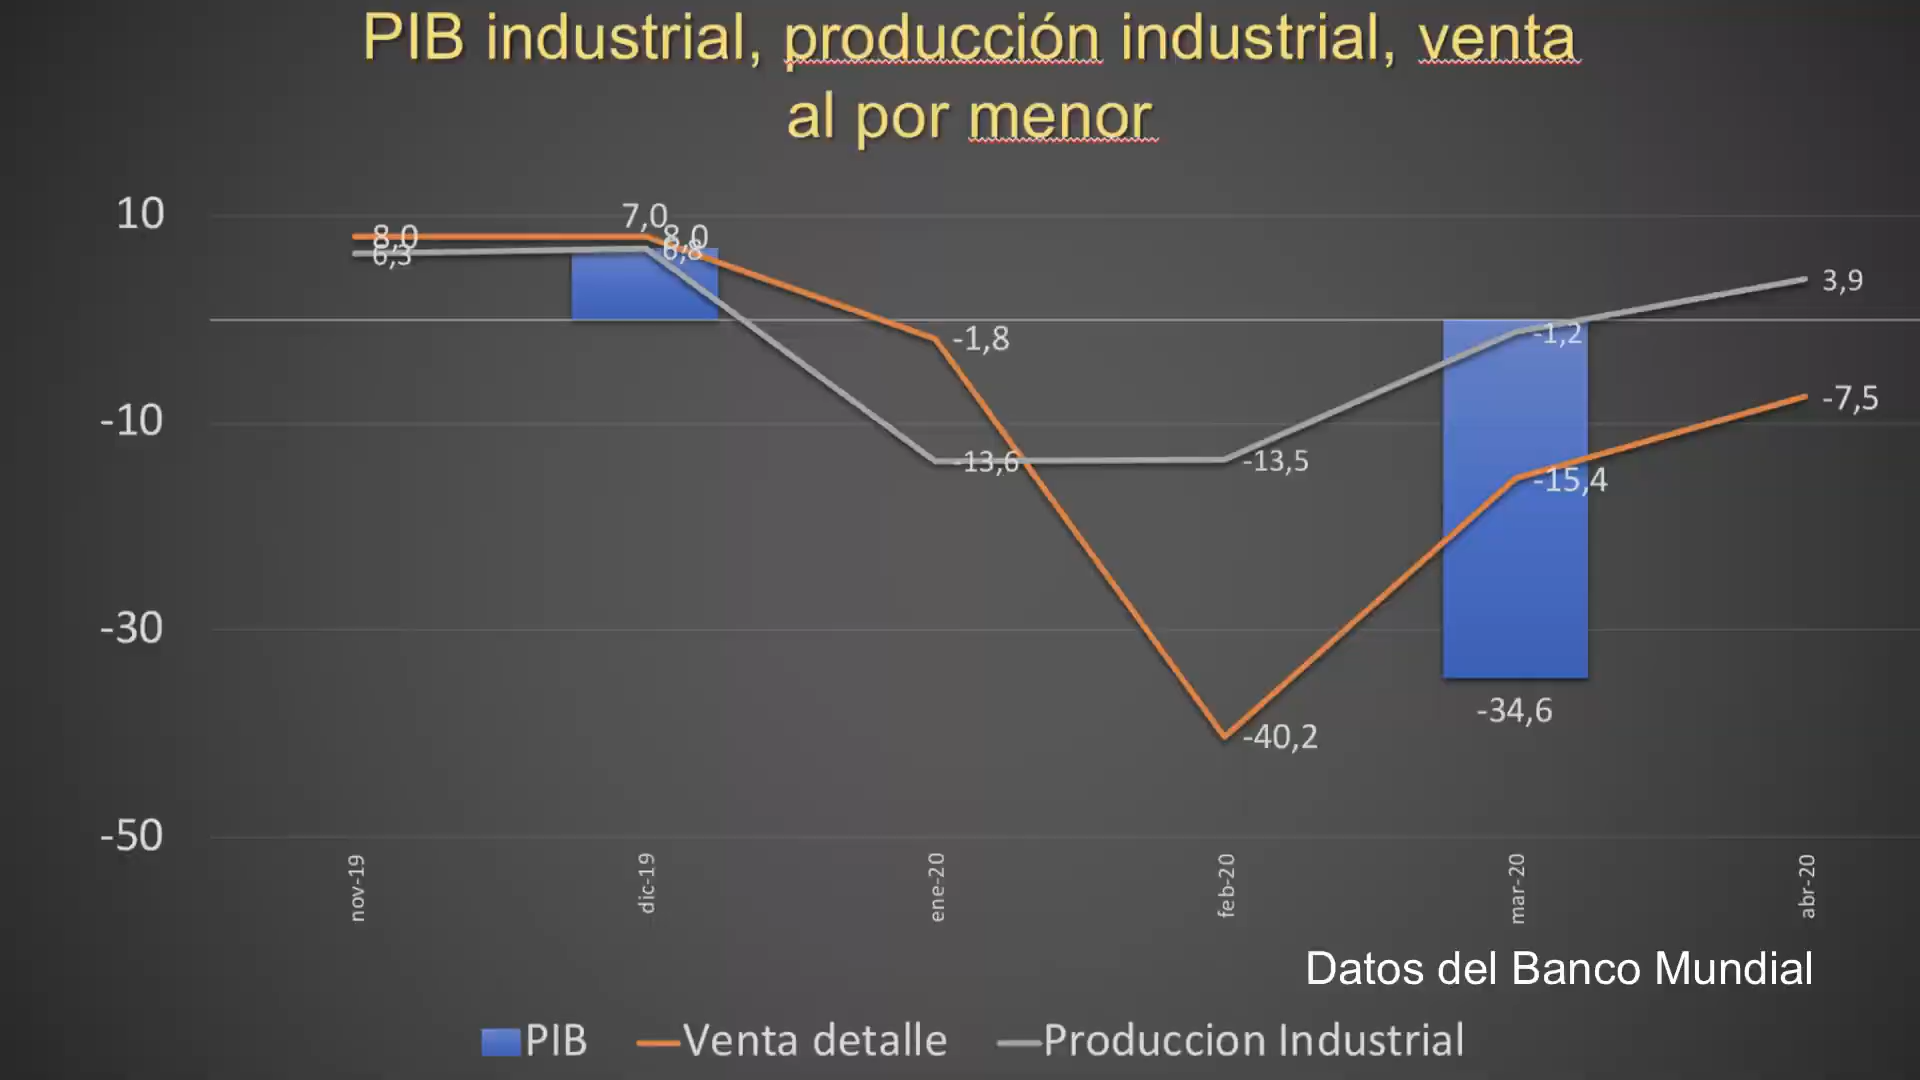 PIB industrial, producción industrial, venta
al por menor
10
7,0
8,0
8,0
6,3
6,8
3,9
-1,8
-1,2
-7,5
-10
-13,6
-13,5
-15,4
-30
-34,6
-40,2
-50
nov-19
dic-19
ene-20
feb-20
mar-20
abr-20
Datos del Banco Mundial
PIB
Venta detalle
Produccion Industrial